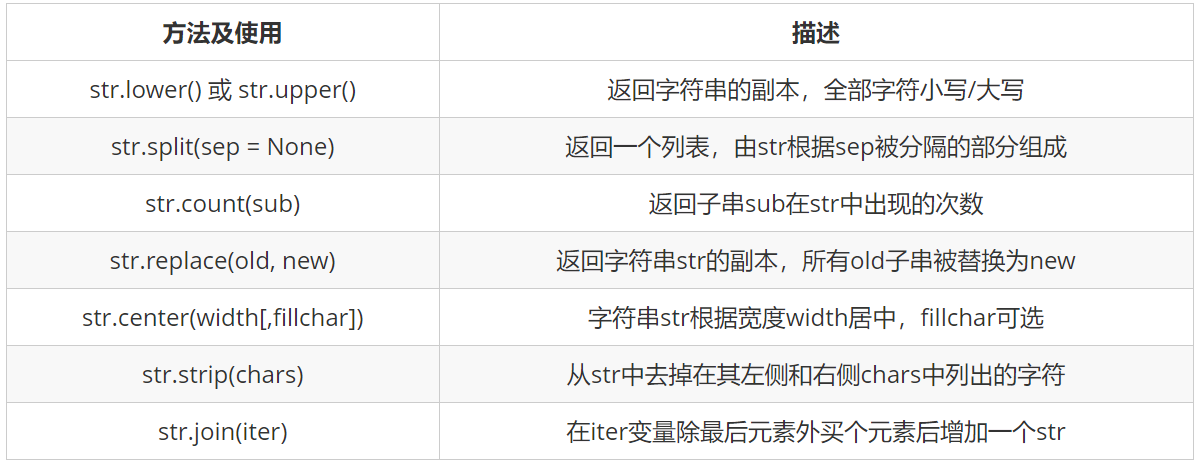 方法及使用 描述
str.lower() 或 str.upper() 返回字符串的副本，全部字符小写/大写
str.split(sep = None) 返回一个列表，由str根据sep被分隔的部分组成
str.count(sub) 返回子串sub在str中出现的次数
str.replace(old, new) 返回字符串str的副本，所有old子串被替换为new
str.center(width[,fillchar]) 字符串str根据宽度width居中，fillchar可选
str.strip(chars) 从str中去掉在其左侧和右侧chars中列出的字符
str.join(iter) 在iter变量除最后元素外买个元素后增加一个str